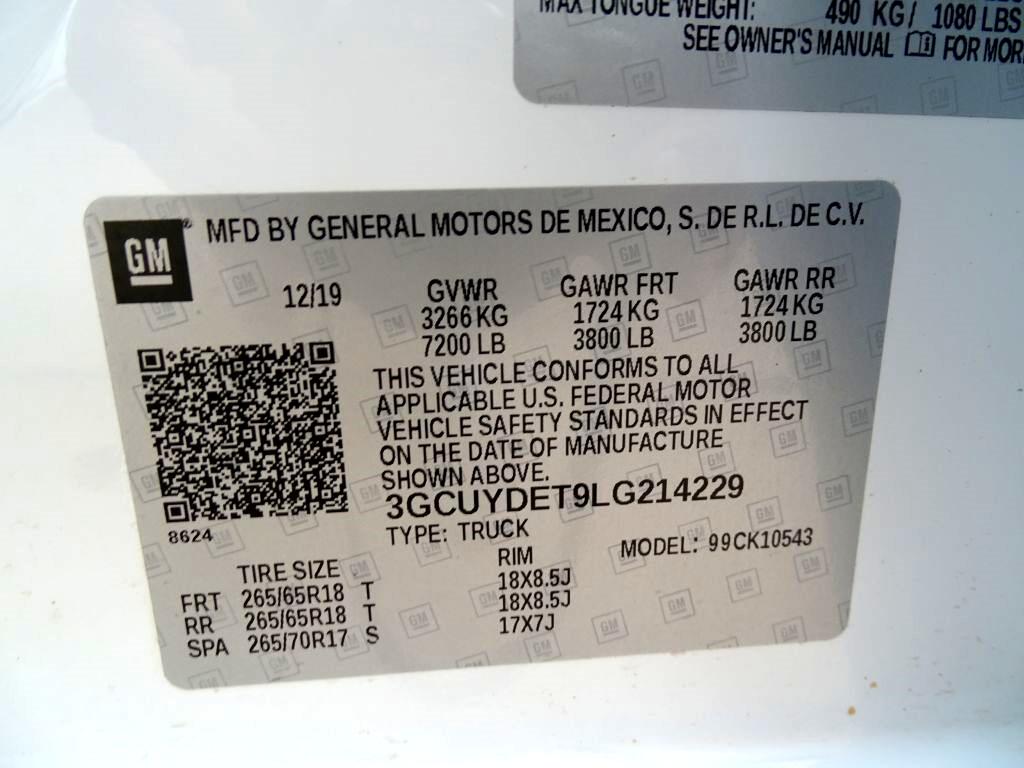 MAX TONGUE WEIGHT: 490 KG/ 1080 LBS
SEE OWNER'S MANUAL FOR MOR
GM
MFD BY GENERAL MOTORS DE MEXICO, S. DE R.L. DE C.V.
12/19 GVWR GAWR FRT GAWR RR
3266 KG 1724 KG 1724 KG
7200 LB 3800 LB 3800 LB
THIS VEHICLE CONFORMS TO ALL
APPLICABLE U.S. FEDERAL MOTOR
VEHICLE SAFETY STANDARDS IN EFFECT
ON THE DATE OF MANUFACTURE
SHOWN ABOVE.
3GCUYDET9LG214229
8624
TYPE: TRUCK MODEL: 99CK10543
TIRE SIZE RIM
FRT 265/65R18 T 18X8.5J
RR 265/65R18 T 18X8.5J
SPA 265/70R17 S 17X7J